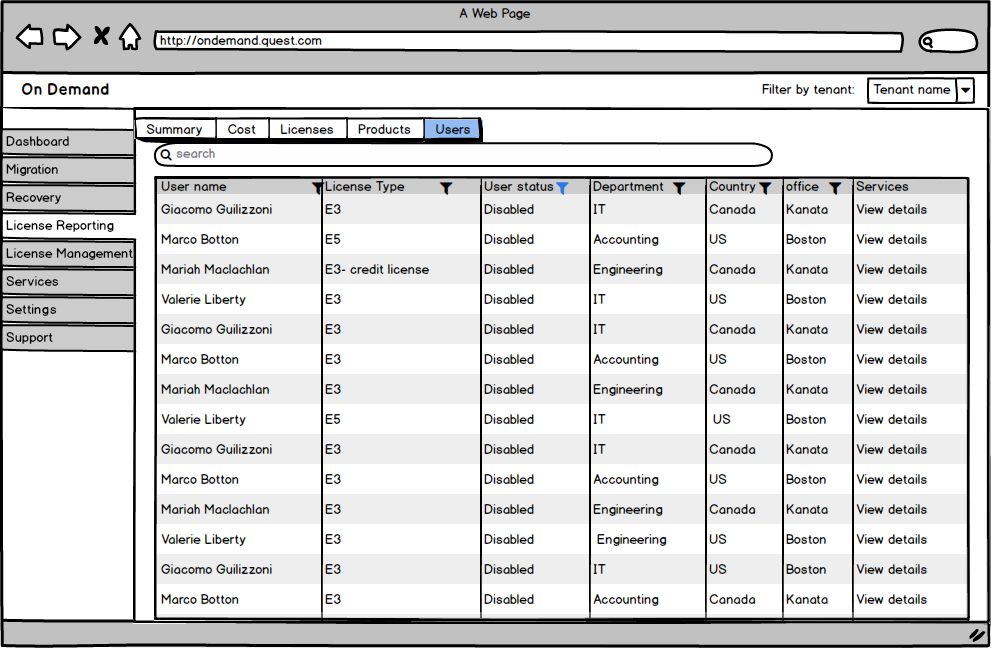 A Web Page
http://ondemand.quest.com
On Demand
Filter by tenant: Tenant name
Summary Cost Licenses Products Users
Dashboard
Migration
Recovery
License Reporting
License Management
Services
Settings
Support
search
User name License Type User status Department Country office Services
Giacomo Guilizzoni E3 Disabled IT Canada Kanata View details
Marco Botton E5 Disabled Accounting US Boston View details
Mariah Maclachlan E3- credit license Disabled Engineering Canada Kanata View details
Valerie Liberty E3 Disabled IT US Boston View details
Giacomo Guilizzoni E3 Disabled IT Canada Kanata View details
Marco Botton E3 Disabled Accounting US Boston View details
Mariah Maclachlan E3 Disabled Engineering Canada Kanata View details
Valerie Liberty E5 Disabled IT US Boston View details
Giacomo Guilizzoni E3 Disabled IT Canada Kanata View details
Marco Botton E3 Disabled Accounting US Boston View details
Mariah Maclachlan E3 Disabled Engineering Canada Kanata View details
Valerie Liberty E3 Disabled Engineering US Boston View details
Giacomo Guilizzoni E3 Disabled IT US Boston View details
Marco Botton E3 Disabled Accounting Canada Kanata View details